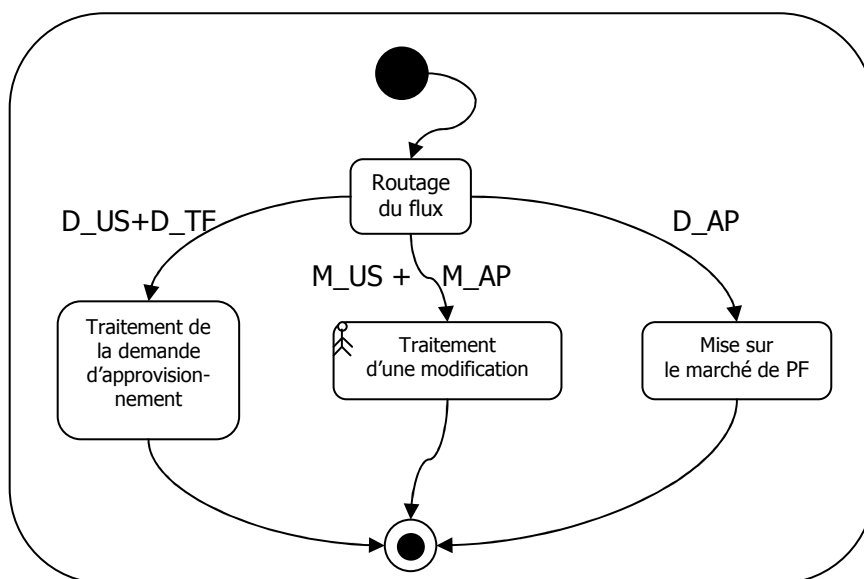 Routage
du flux
D_US+D_TF
D_AP
M_US + M_AP
Traitement de
la demande
d'approvision-
nement
Traitement
d'une modification
Mise sur
le marché de PF